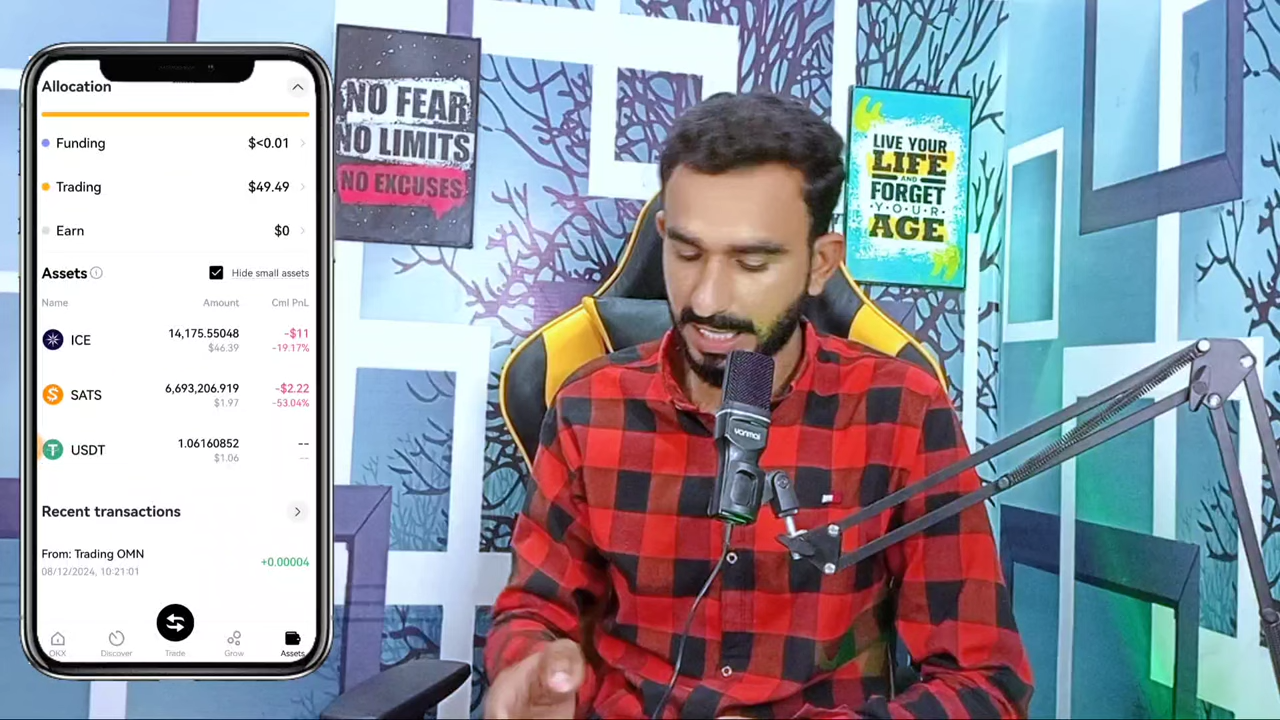 Allocation
Funding $<0.01
Trading $49.49
Earn $0
Assets Hide small assets
Name Amount Cml PnL
ICE 14,175.55048 -$11
$46.39 -19.17%
SATS 6,693,206.919 -$2.22
$1.97 -53.04%
USDT 1.06160852 --
$1.06 --
Recent transactions
From: Trading OMN
08/12/2024, 10:21:01 +0.00004
OKX Discover Trade Grow Assets
NO FEAR
NO LIMITS
NO EXCUSES
LIVE YOUR
LIFE
AND
FORGET
YOUR
AGE